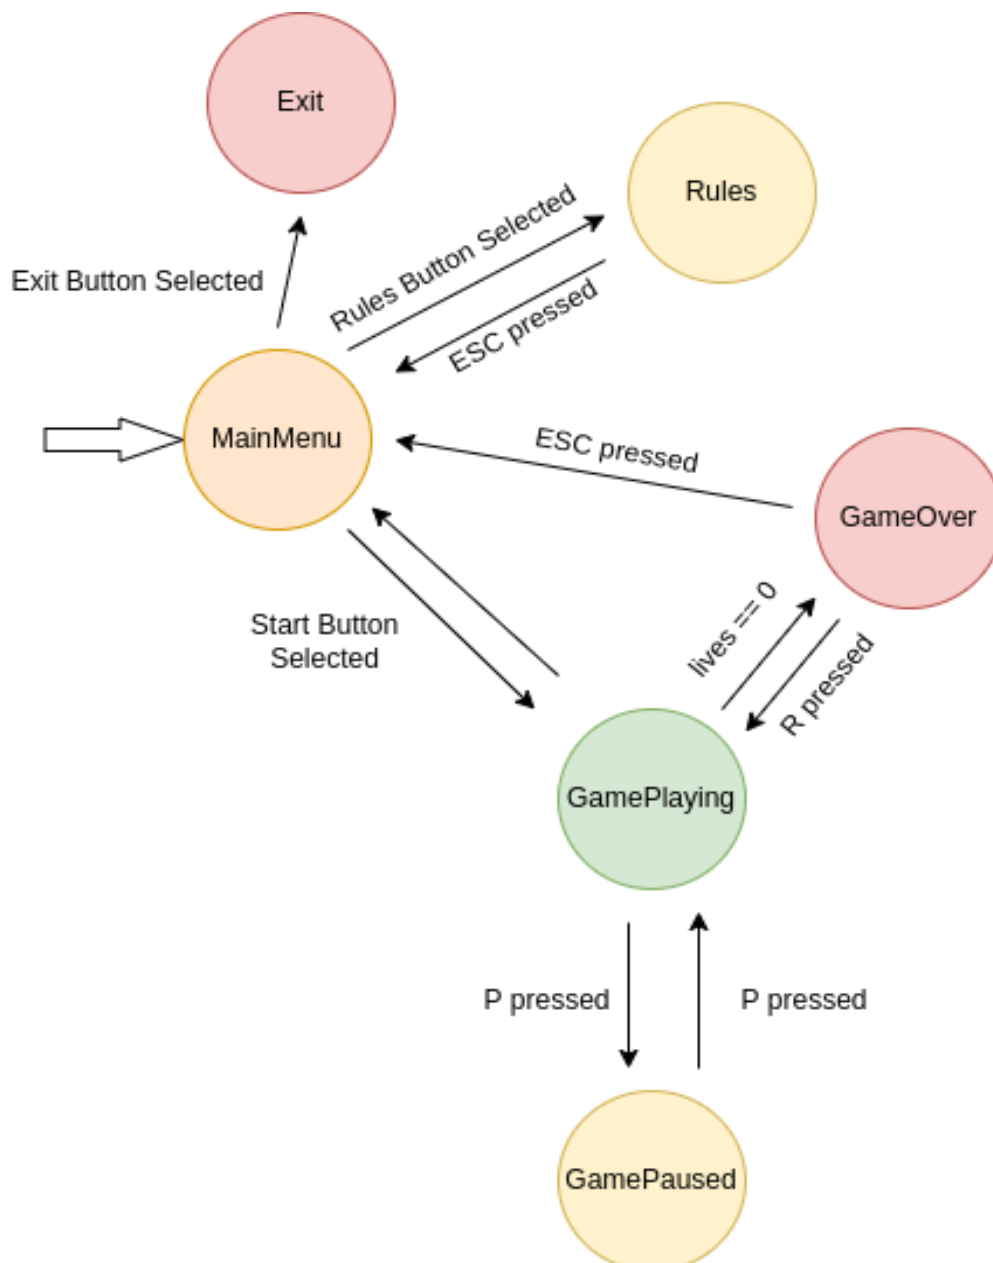 Exit
Rules
Exit Button Selected
Rules Button Selected
ESC pressed
MainMenu
ESC pressed
GameOver
Start Button
Selected
lives == 0
R pressed
GamePlaying
P pressed
P pressed
GamePaused